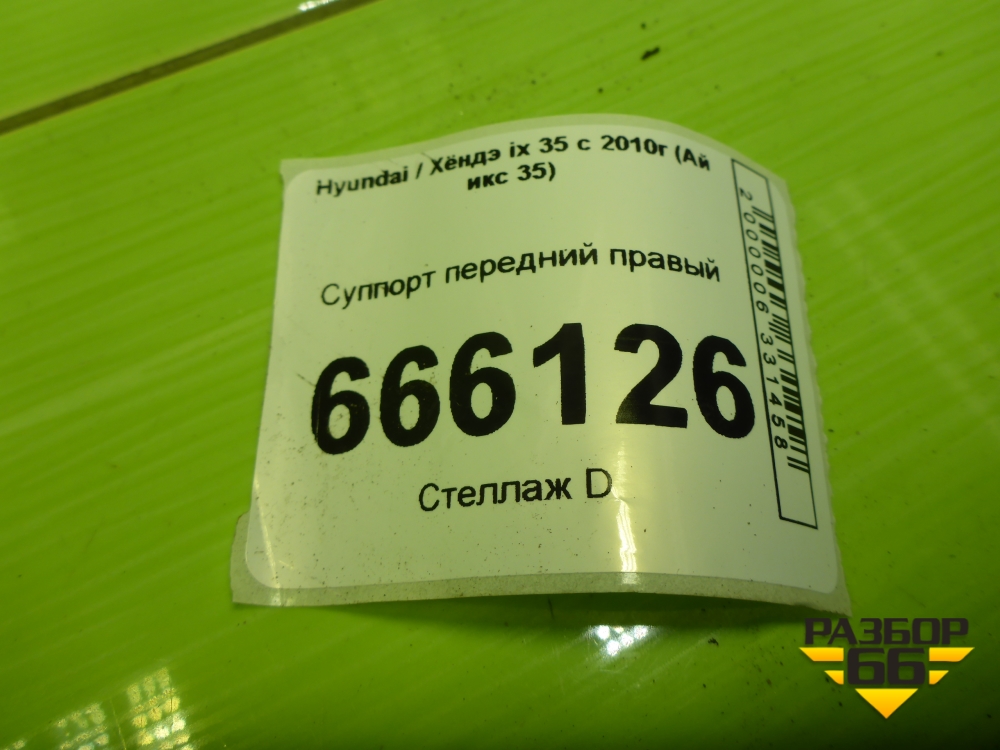 Hyundai / Хёндэ ix 35 с 2010г (Ай
икс 35)
Суппорт передний правый
666126
Стеллаж D
2000006331458
РАЗБОР
66